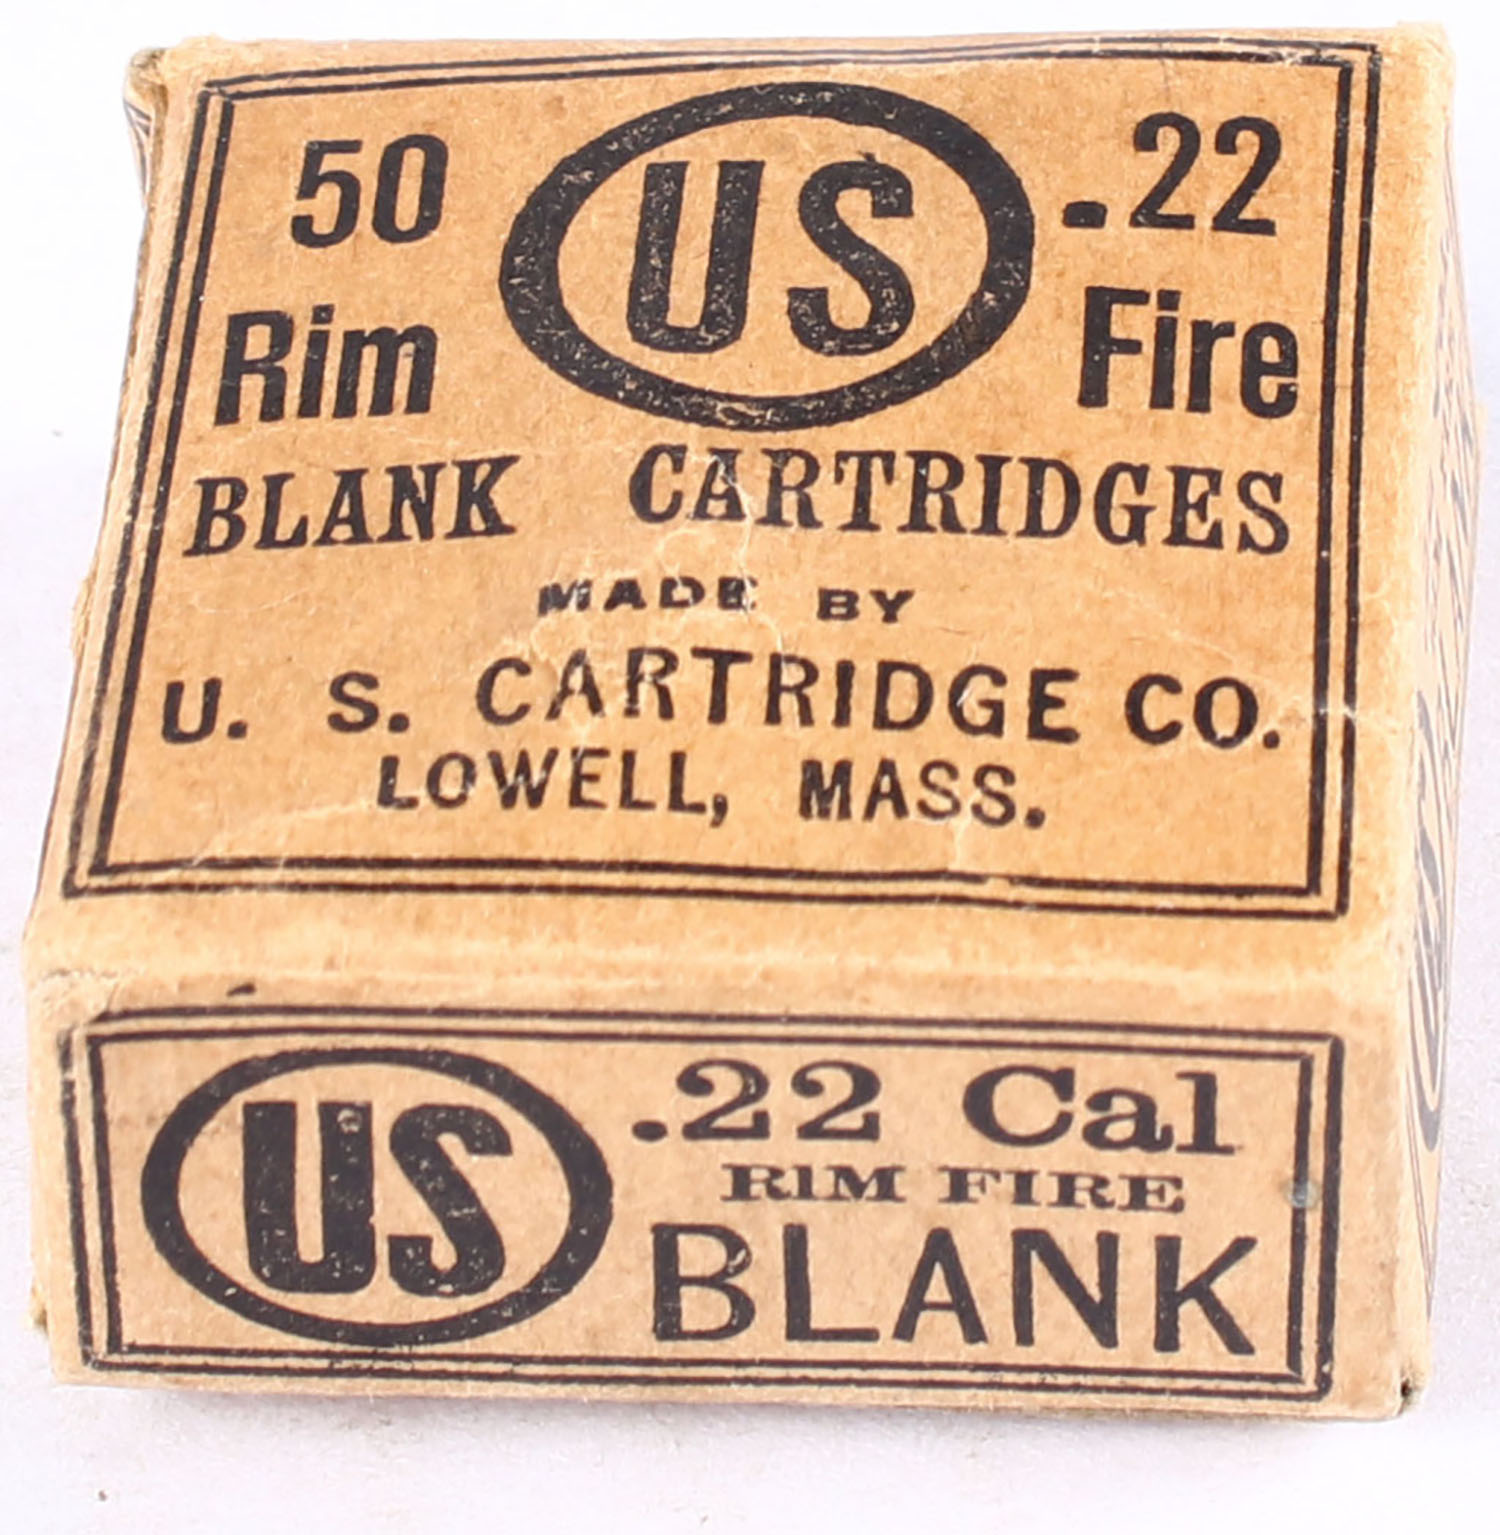 50 US .22
Rim Fire
BLANK CARTRIDGES
MADE BY
U. S. CARTRIDGE CO.
LOWELL, MASS.
US .22 Cal
RIM FIRE
BLANK